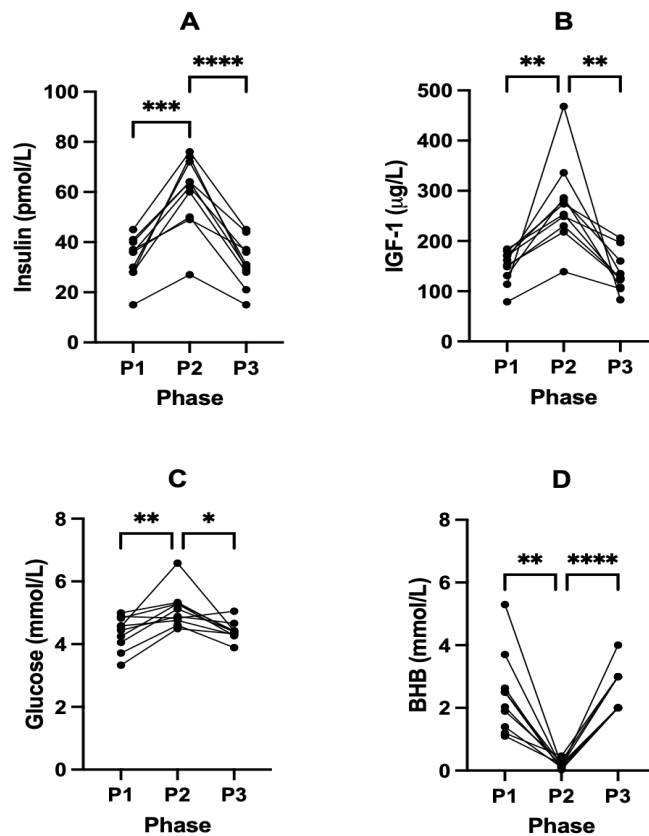 A
Insulin (pmol/L)
100
80
60
40
20
0
*** ****
P1 P2 P3
Phase
B
IGF-1 (μg/L)
500
400
300
200
100
0
** **
P1 P2 P3
Phase
C
Glucose (mmol/L)
8
6
4
2
0
** *
P1 P2 P3
Phase
D
BHB (mmol/L)
8
6
4
2
0
** ****
P1 P2 P3
Phase